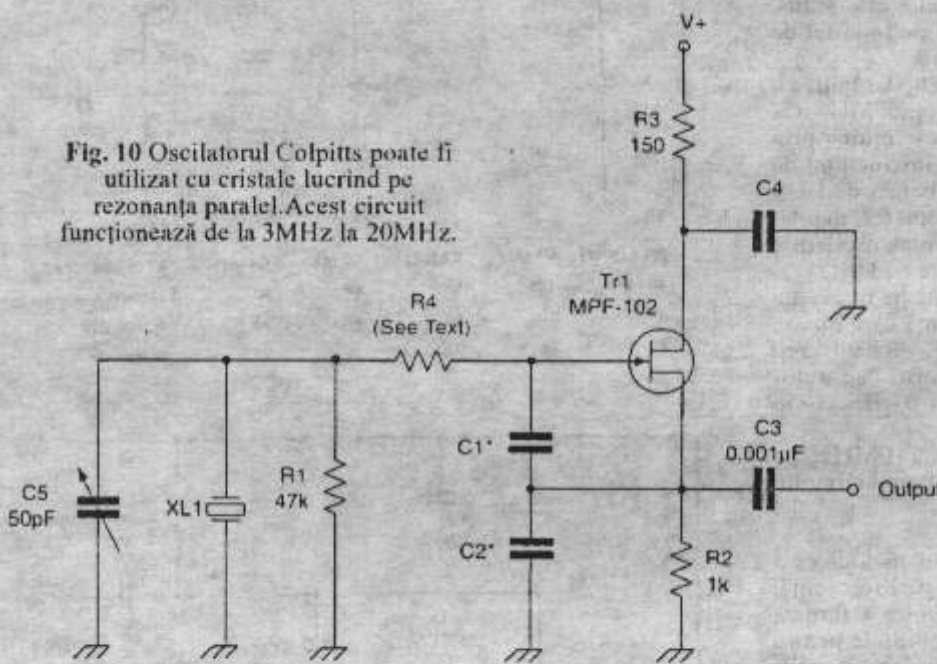 V+
R3
150
Fig. 10 Oscilatorul Colpitts poate fi
utilizat cu cristale lucrind pe
rezonanța paralel.Acest circuit
funcționează de la 3MHz la 20MHz.
C4
Tr1
MPF-102
R4
(See Text)
C3
0.001µF
Output
C1*
R1
47k
C5
50pF
XL1
C2*
R2
1k